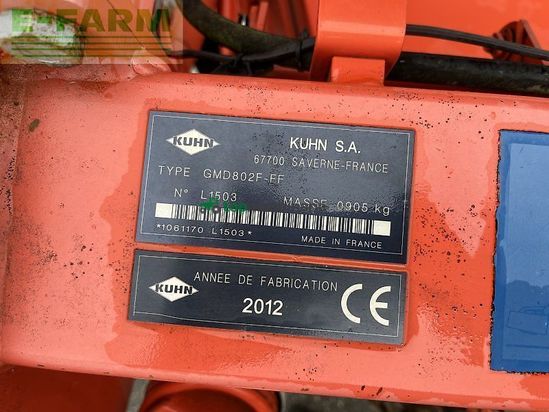 E-FARM
KUHN
KUHN S.A.
67700 SAVERNE-FRANCE
TYPE GMD802F-FF
N° L1503 MASSE 0905 kg
*1061170 L1503*
MADE IN FRANCE
KUHN
ANNEE DE FABRICATION
2012
CE